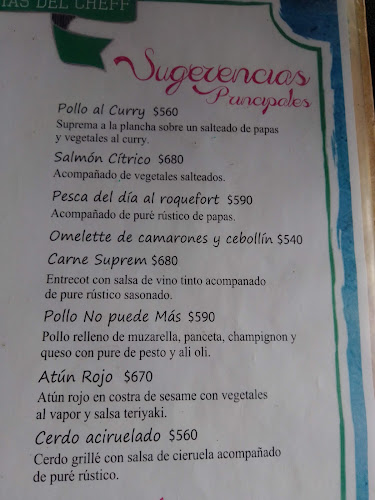 IAS DEL CHEFF
Sugerencias
Principales
Pollo al Curry $560
Suprema a la plancha sobre un salteado de papas
y vegetales al curry.
Salmón Cítrico $680
Acompañado de vegetales salteados.
Pesca del día al roquefort $590
Acompañado de puré rústico de papas.
Omelette de camarones y cebollín $540
Carne Suprem $680
Entrecot con salsa de vino tinto acompanado
de pure rústico sasonado.
Pollo No puede Más $590
Pollo relleno de muzarella, panceta, champignon y
queso con pure de pesto y ali oli.
Atún Rojo $670
Atún rojo en costra de sesame con vegetales
al vapor y salsa teriyaki.
Cerdo aciruelado $560
Cerdo grillé con salsa de cieruela acompañado
de puré rústico.